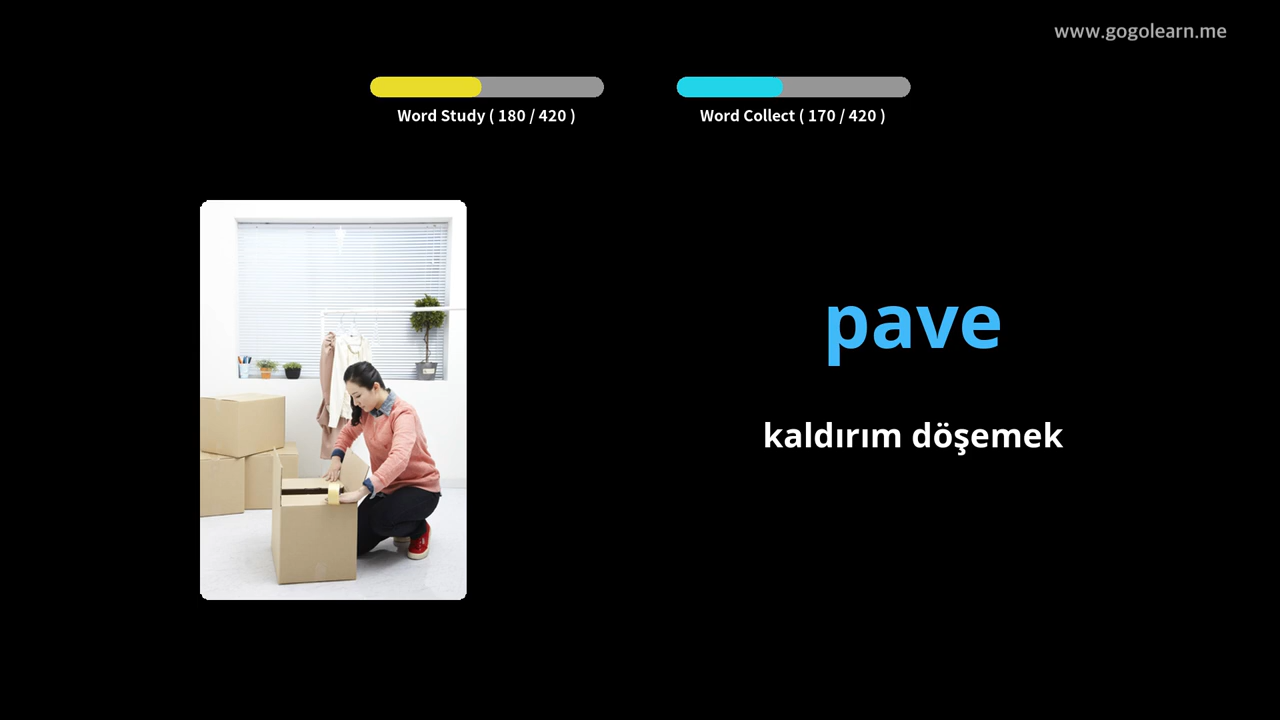 www.gogolearn.me
Word Study ( 180 / 420 )
Word Collect ( 170 / 420 )
pave
kaldırım döşemek